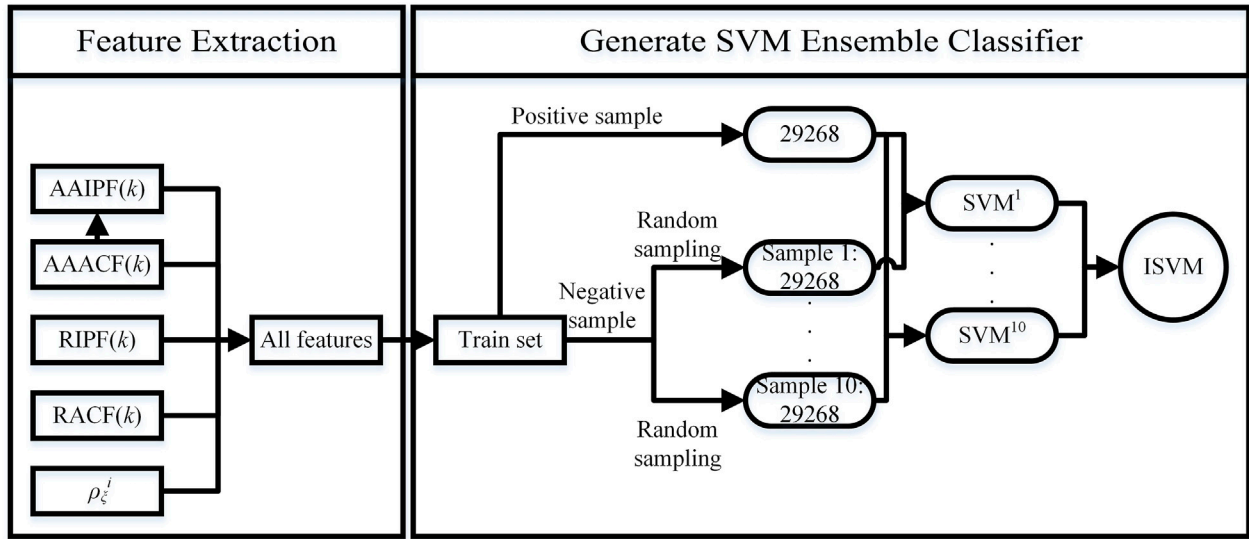 Feature Extraction
Generate SVM Ensemble Classifier
AAIPF(k)
AAACF(k)
RIPF(k)
RACF(k)
ρξ^i
All features
Train set
Positive sample
Negative
sample
Random
sampling
Random
sampling
29268
Sample 1:
29268
.
.
.
Sample 10:
29268
SVM¹
.
.
.
SVM¹⁰
ISVM